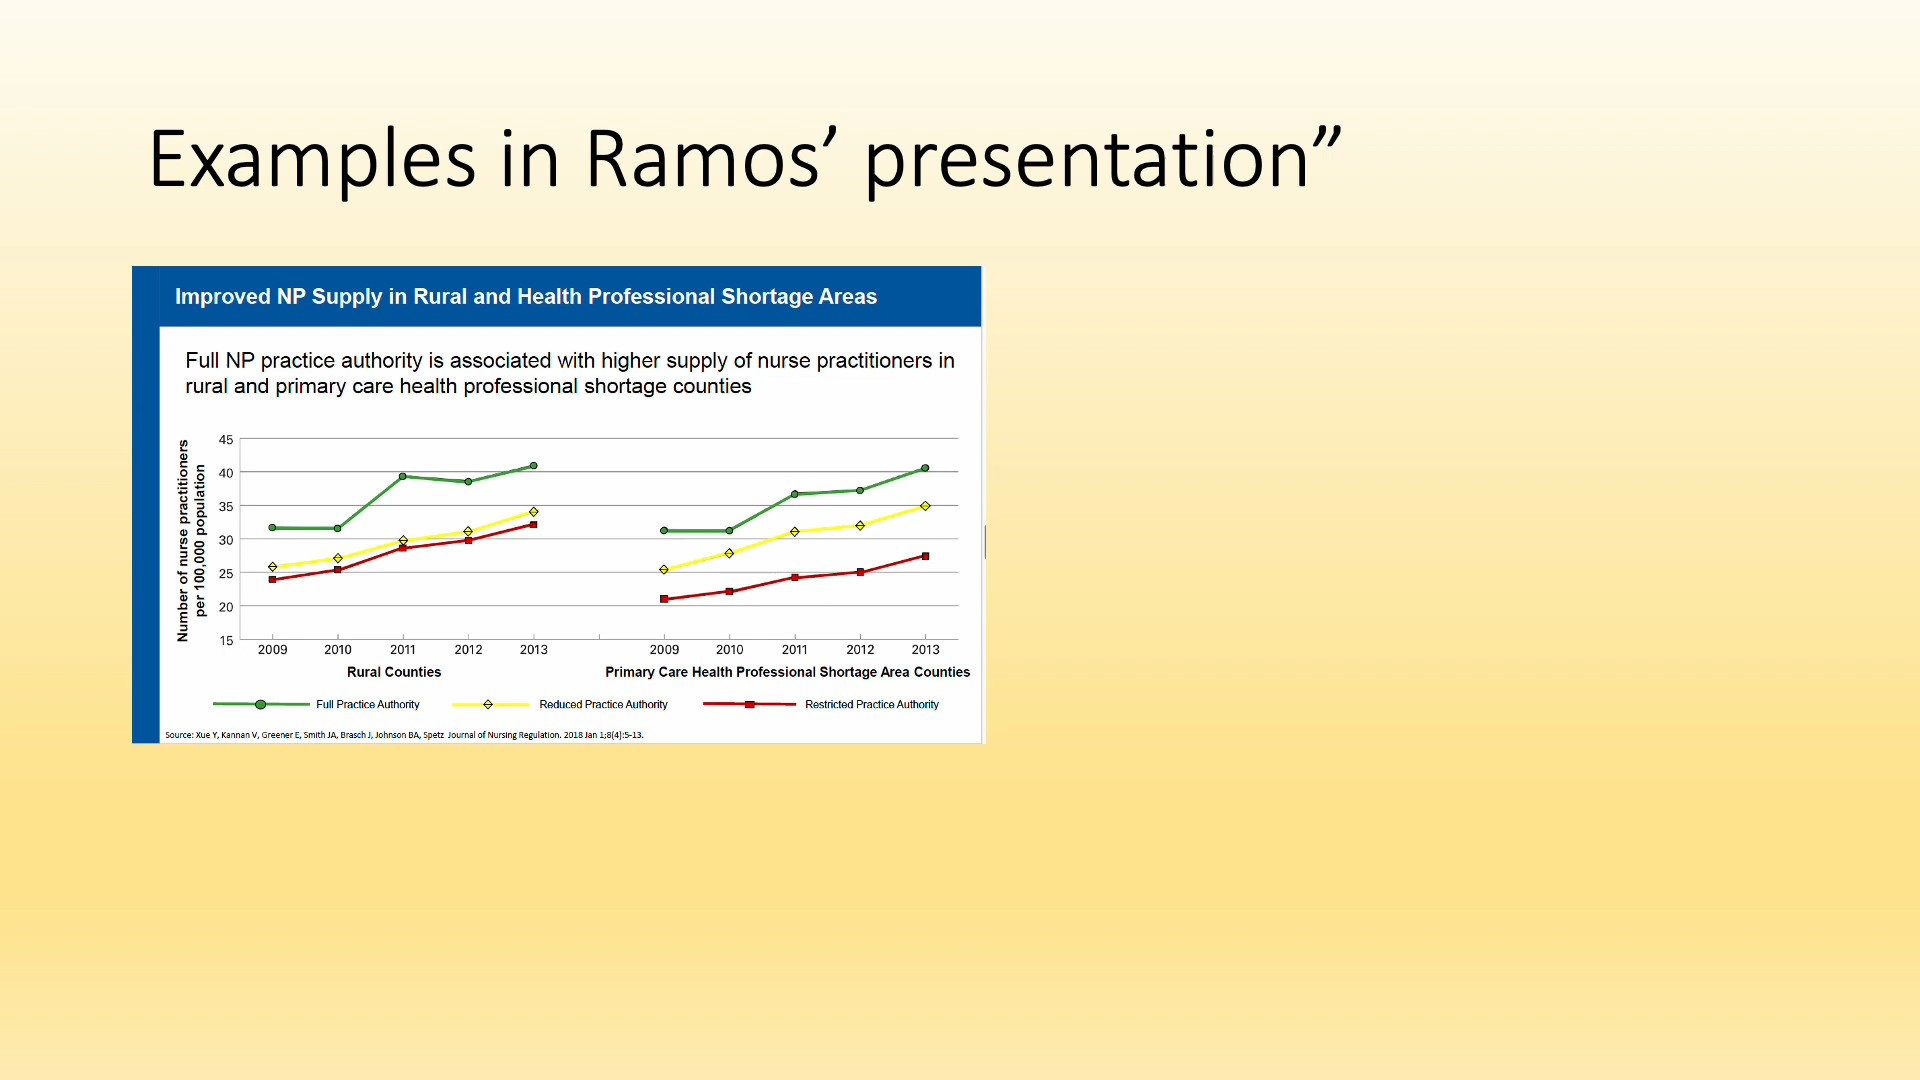 Examples in Ramos’ presentation”
Improved NP Supply in Rural and Health Professional Shortage Areas
Full NP practice authority is associated with higher supply of nurse practitioners in
rural and primary care health professional shortage counties
Number of nurse practitioners
per 100,000 population
45
40
35
30
25
20
15
2009 2010 2011 2012 2013 2009 2010 2011 2012 2013
Rural Counties Primary Care Health Professional Shortage Area Counties
Full Practice Authority Reduced Practice Authority Restricted Practice Authority
Source: Xue Y, Kannan V, Greener E, Smith JA, Brasch J, Johnson BA, Spetz Journal of Nursing Regulation. 2018 Jan 1;8(4):5-13.